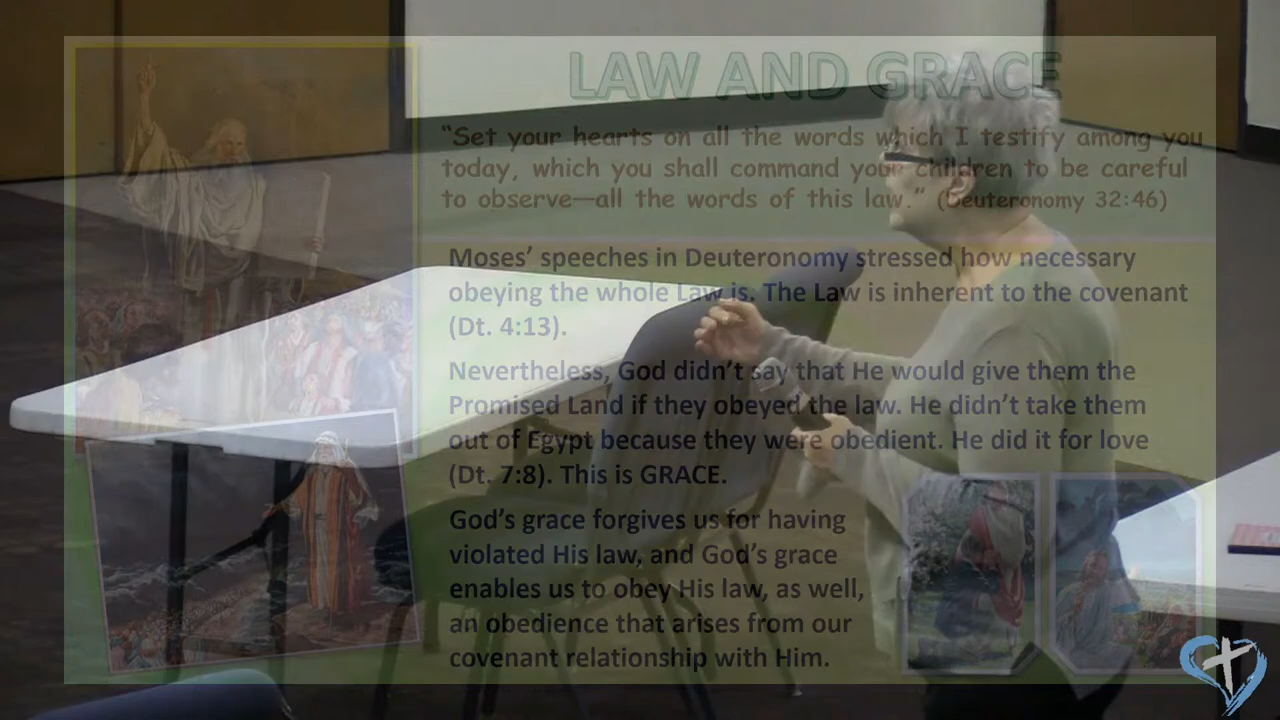 LAW AND GRACE
“Set your hearts on all the words which I testify among you
today, which you shall command your children to be careful
to observe—all the words of this law.” (Deuteronomy 32:46)
Moses’ speeches in Deuteronomy stressed how necessary
obeying the whole Law is. The Law is inherent to the covenant
(Dt. 4:13).
Nevertheless, God didn’t say that He would give them the
Promised Land if they obeyed the law. He didn’t take them
out of Egypt because they were obedient. He did it for love
(Dt. 7:8). This is GRACE.
God’s grace forgives us for having
violated His law, and God’s grace
enables us to obey His law, as well,
an obedience that arises from our
covenant relationship with Him.